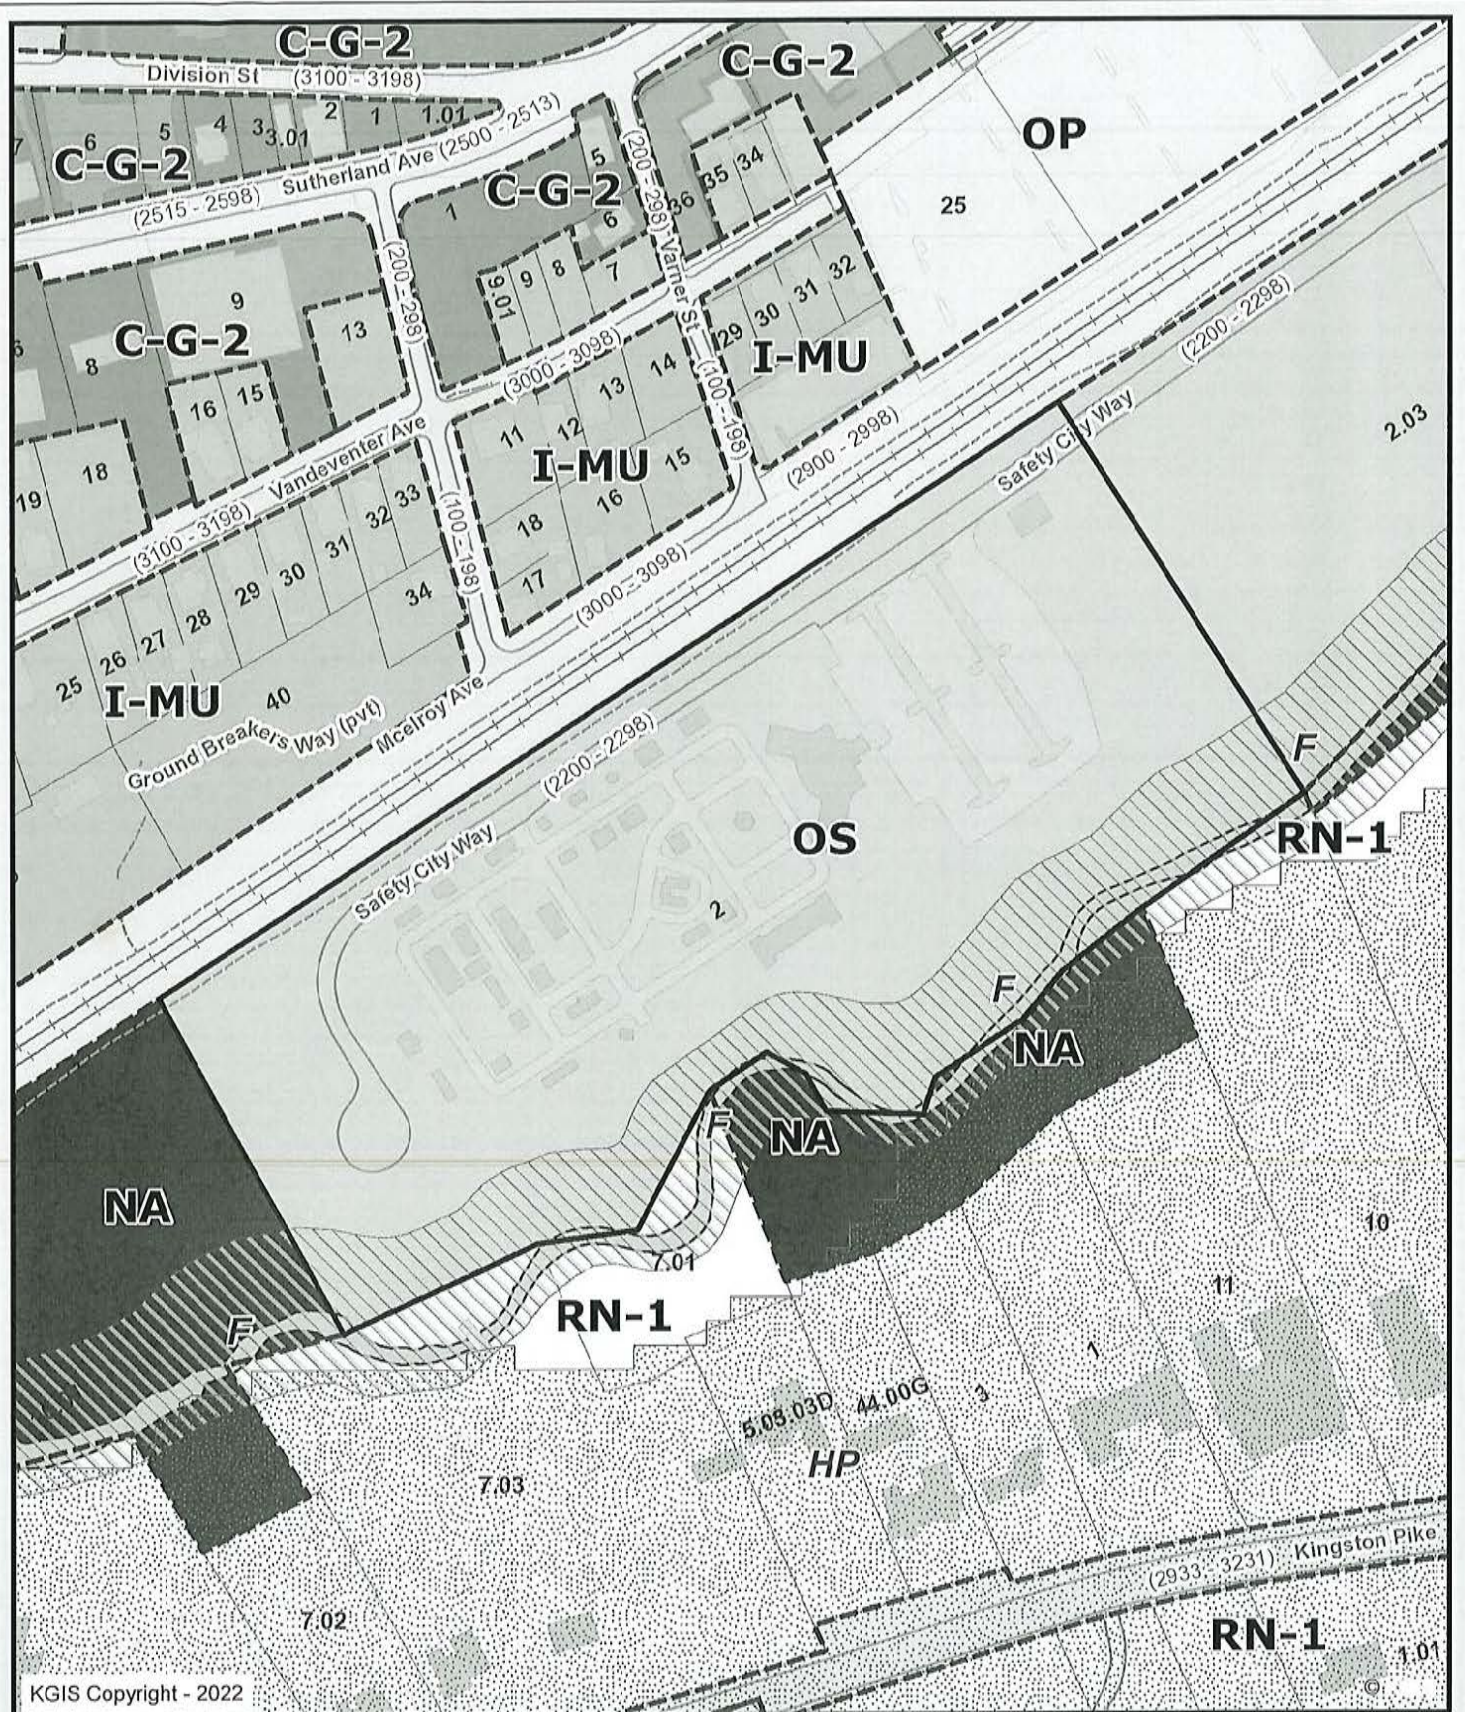 C-G-2
C-G-2
Division St (3100 - 3198)
7
6
5
4
3
3.01
2
1
1.01
C-G-2
Sutherland Ave (2500 - 2513)
(2515 - 2598)
OP
25
C-G-2
1
5
6
(200 - 298)
Varner St
36
35
34
(200 - 298)
9.01
9
8
7
29
30
31
32
I-MU
9
13
C-G-2
8
16
15
(3000 - 3098)
14
13
12
11
I-MU
15
16
18
17
(100 - 198)
(2200 - 2298)
Safety City Way
2.03
(2900 - 2998)
19
18
Vandeventer Ave
(3100 - 3198)
33
32
31
30
29
28
27
26
25
34
(100 - 198)
(3000 - 3098)
I-MU
40
Ground Breakers Way (pvt)
Mcelroy Ave
(2200 - 2298)
Safety City Way
OS
2
F
RN-1
F
NA
F
NA
NA
F
7.01
RN-1
10
11
1
3
44.00G
5.08.03D
HP
7.03
7.02
(2933 - 3231) Kingston Pike
RN-1
1.01
KGIS Copyright - 2022
©